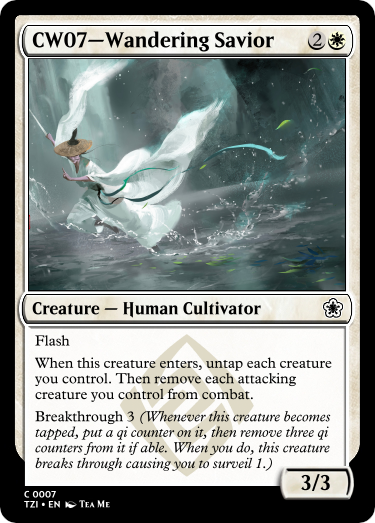 CW07—Wandering Savior 2
Creature — Human Cultivator
Flash
When this creature enters, untap each creature
you control. Then remove each attacking
creature you control from combat.
Breakthrough 3 (Whenever this creature becomes
tapped, put a qi counter on it, then remove three qi
counters from it if able. When you do, this creature
breaks through causing you to surveil 1.)
3/3
C 0007
TZI • EN Tea Me